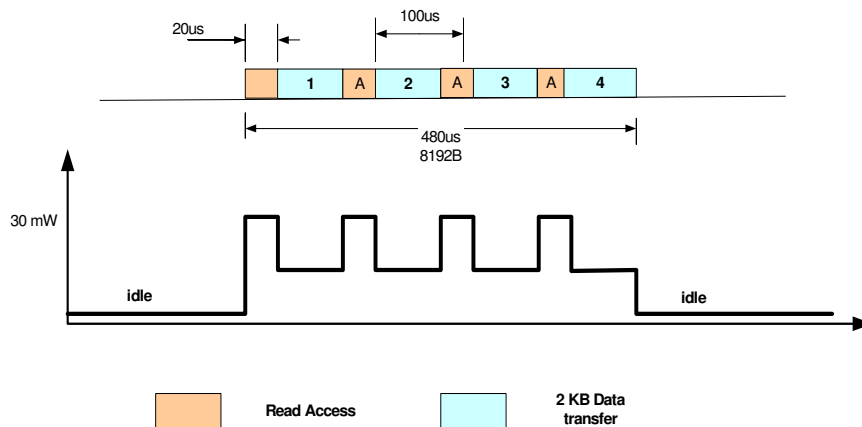 100us
20us
1
A
2
A
3
A
4
480us
8192B
30 mW
idle
idle
Read Access
2 KB Data
transfer